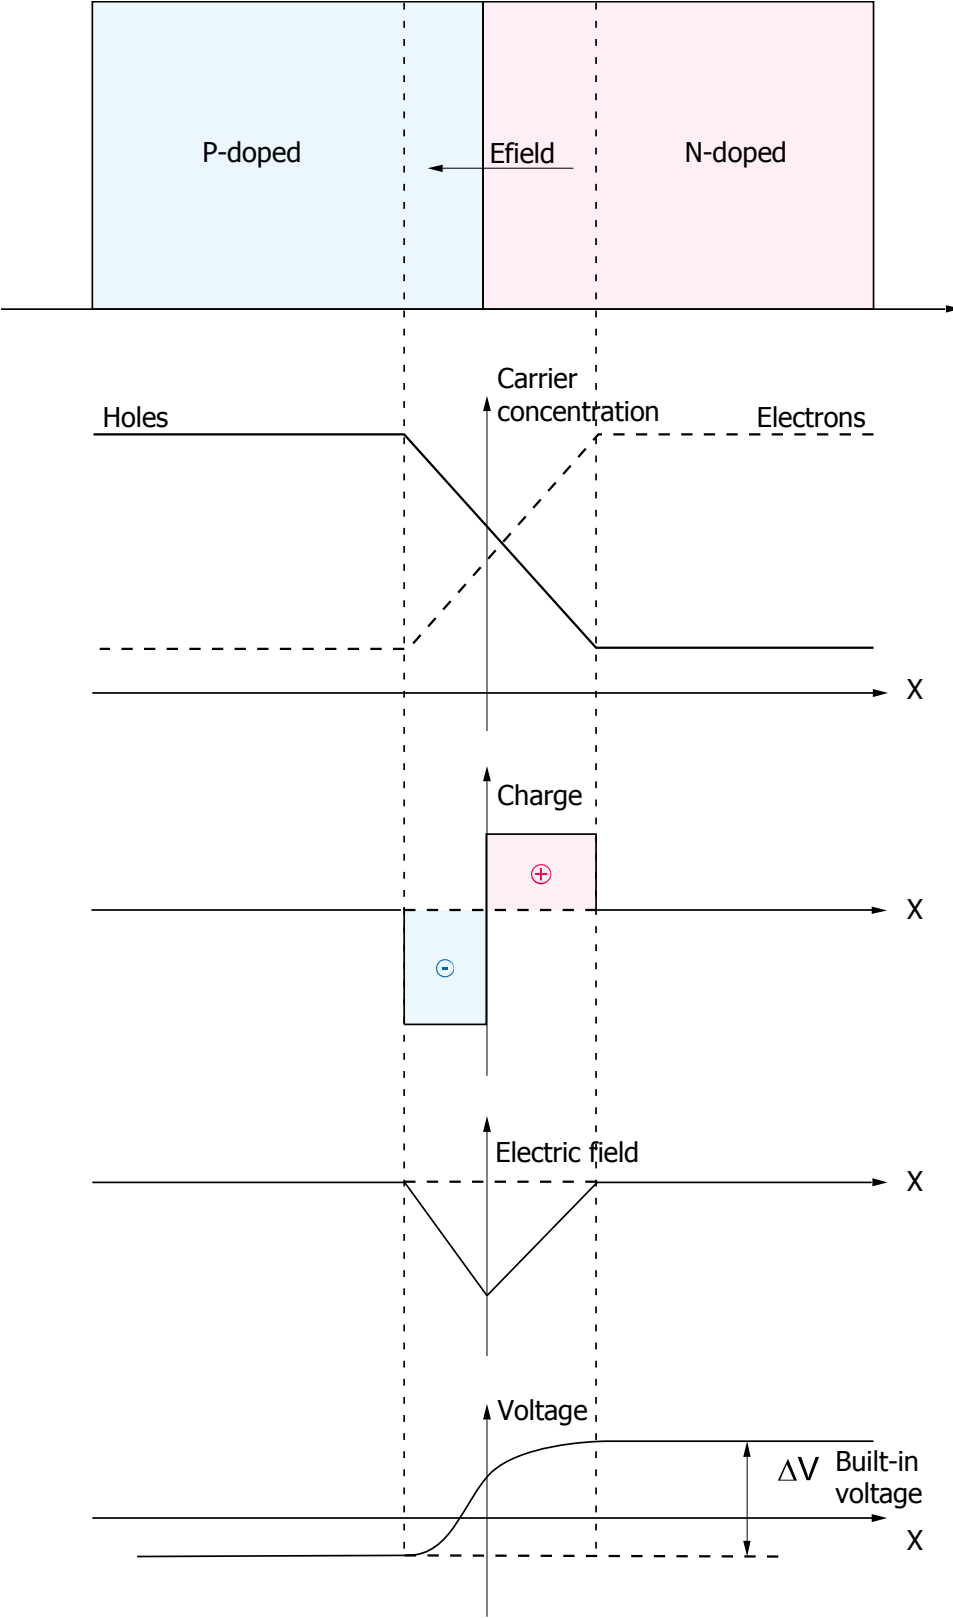 P-doped
Efield
N-doped
Carrier
concentration
Holes
Electrons
X
Charge
+
X
-
Electric field
X
Voltage
ΔV
Built-in
voltage
X